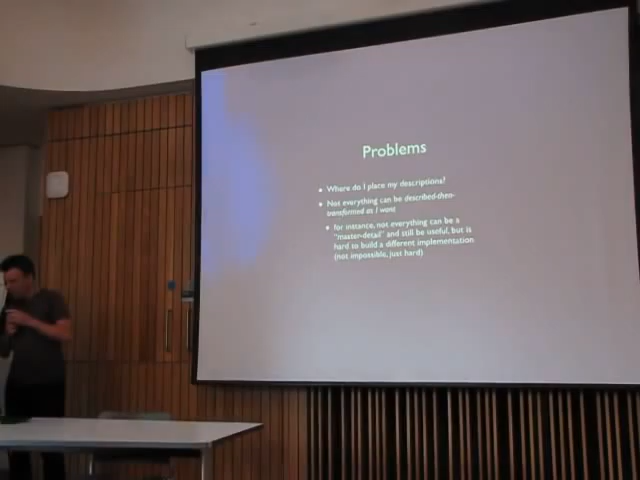 Problems
Where do I place my descriptions?
Not everything can be described-then-
transformed as I want
for instance, not everything can be a
"master-detail" and still be useful, but is
hard to build a different implementation
(not impossible, just hard)